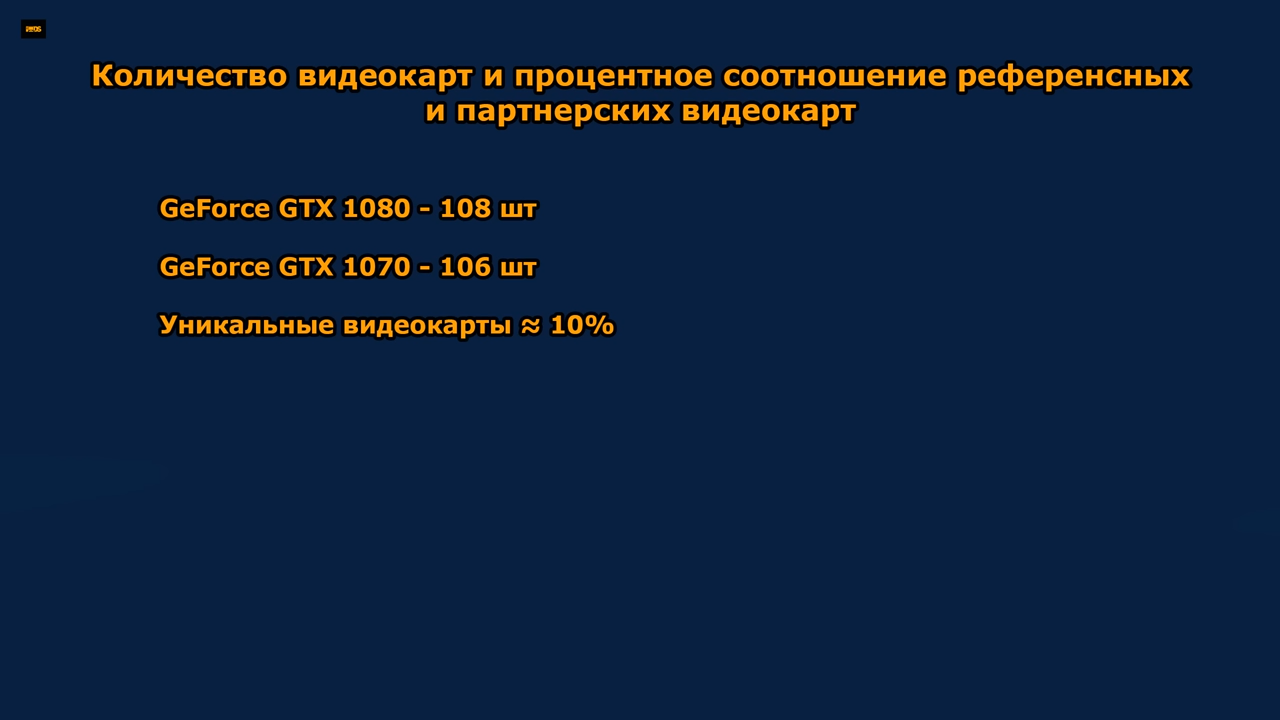 Количество видеокарт и процентное соотношение референсных
и партнерских видеокарт
GeForce GTX 1080 - 108 шт
GeForce GTX 1070 - 106 шт
Уникальные видеокарты ≈ 10%